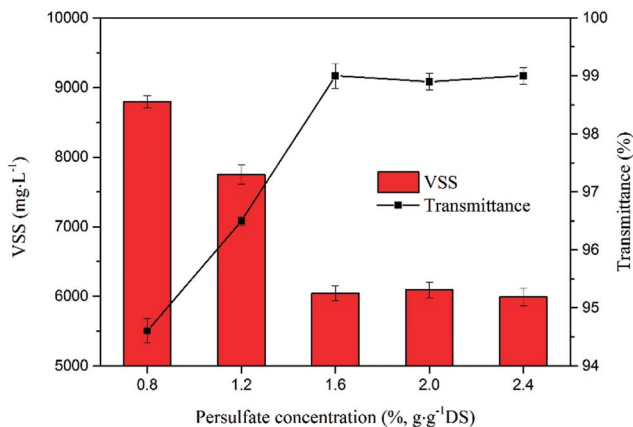 10000
9000
8000
7000
6000
5000
VSS (mg·L⁻¹)
100
99
98
97
96
95
94
Transmittance (%)
VSS
Transmittance
0.8 1.2 1.6 2.0 2.4
Persulfate concentration (%, g·g⁻¹DS)